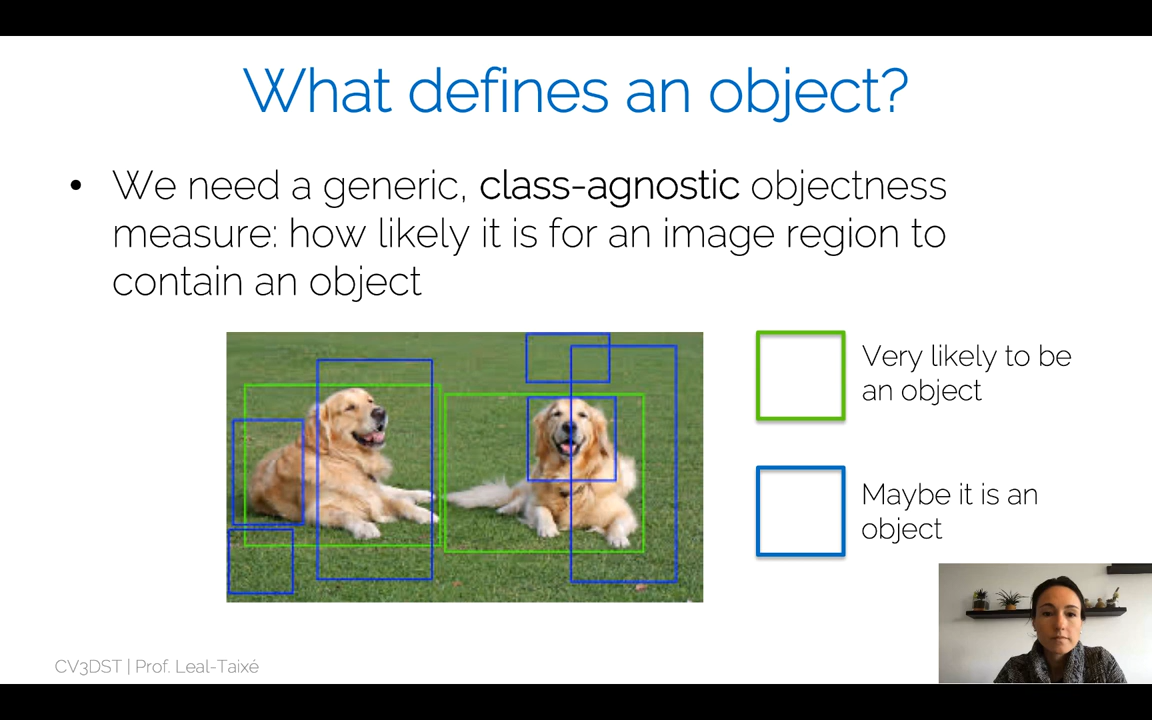 What defines an object?
• We need a generic, class-agnostic objectness
measure: how likely it is for an image region to
contain an object
Very likely to be
an object
Maybe it is an
object
CV3DST | Prof. Leal-Taixé